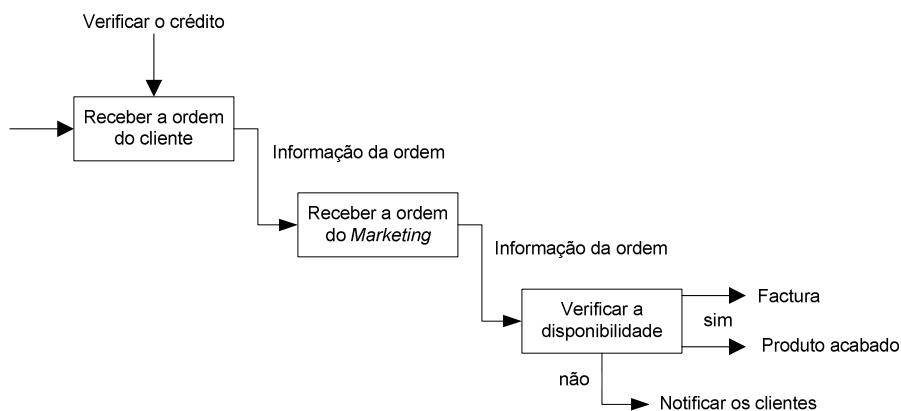 Verificar o crédito
Receber a ordem
do cliente
Informação da ordem
Receber a ordem
do Marketing
Informação da ordem
Verificar a
disponibilidade
Factura
sim
Produto acabado
não
Notificar os clientes